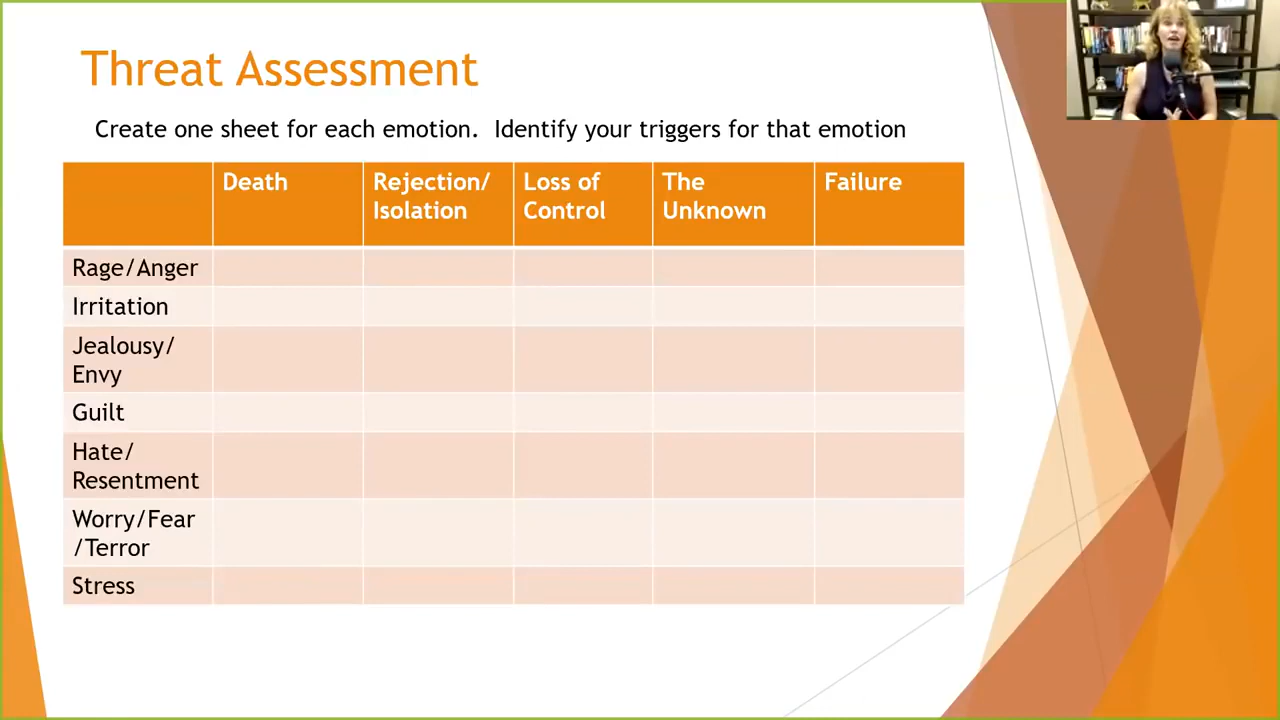 Threat Assessment
Create one sheet for each emotion.  Identify your triggers for that emotion
Death
Rejection/
Isolation
Loss of
Control
The
Unknown
Failure
Rage/Anger
Irritation
Jealousy/
Envy
Guilt
Hate/
Resentment
Worry/Fear
/Terror
Stress